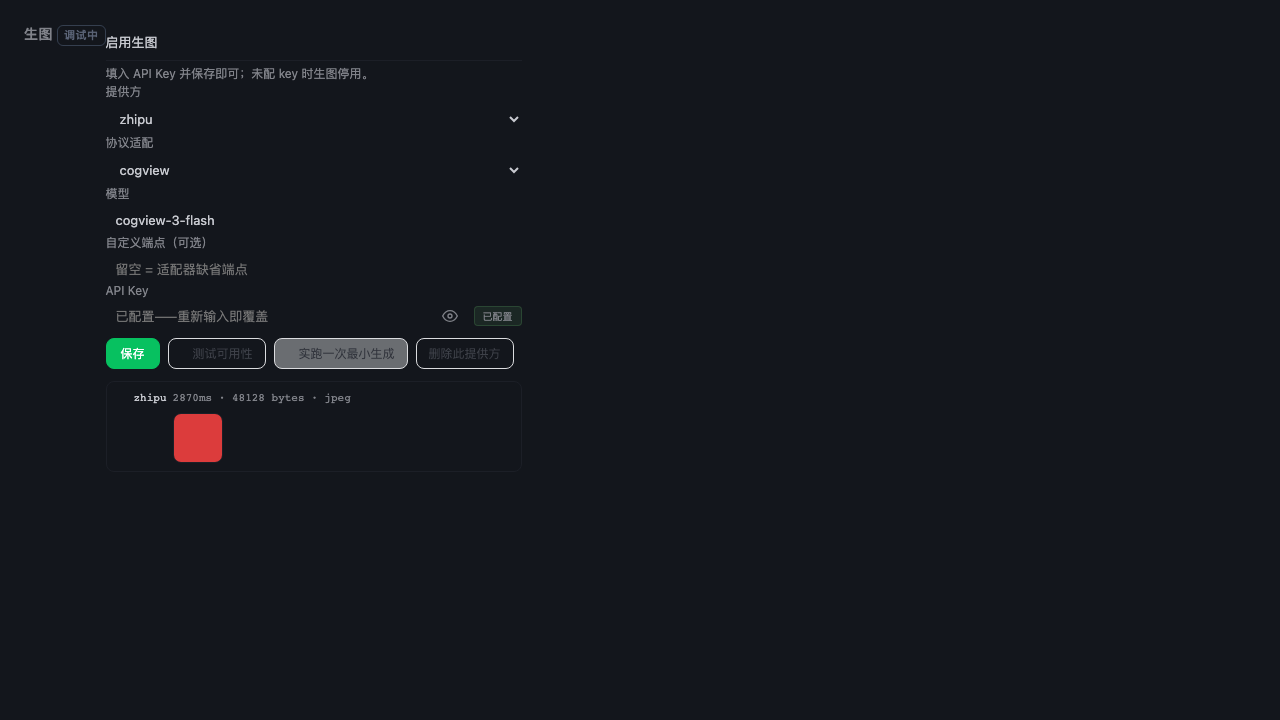 生图 调试中
启用生图
填入 API Key 并保存即可；未配 key 时生图停用。
提供方
zhipu
协议适配
cogview
模型
cogview-3-flash
自定义端点（可选）
留空 = 适配器缺省端点
API Key
已配置——重新输入即覆盖 已配置
保存 测试可用性 实跑一次最小生成 删除此提供方
zhipu 2870ms · 48128 bytes · jpeg